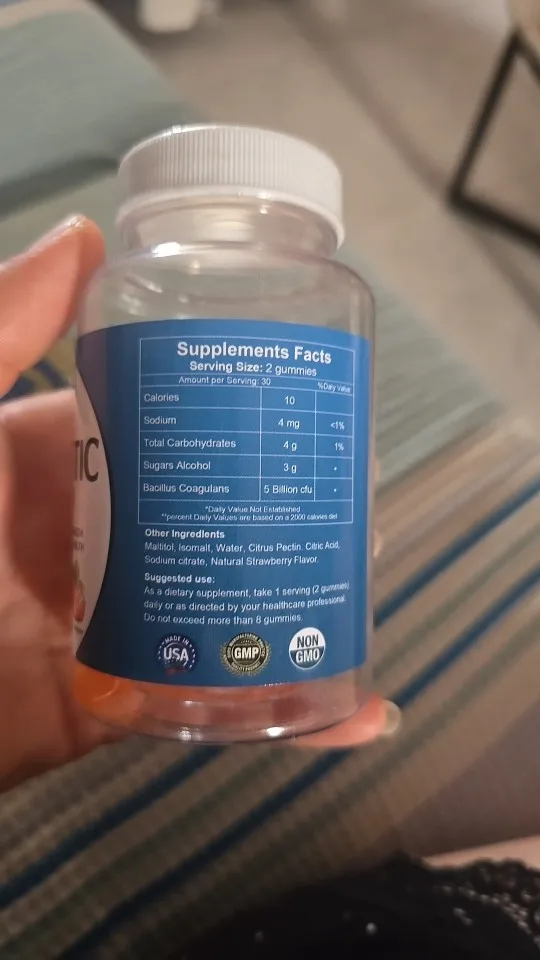 TIC
Supplements Facts
Serving Size: 2 gummies
Amount per Serving: 30
%Daily Value
Calories 10
Sodium 4 mg <1%
Total Carbohydrates 4 g 1%
Sugars Alcohol 3 g *
Bacillus Coagulans 5 Billion cfu *
*Daily Value Not Established
**percent Daily Values are based on a 2000 calories diet
Other Ingredients
Maltitol, Isomalt, Water, Citrus Pectin. Citric Acid,
Sodium citrate, Natural Strawberry Flavor.
Suggested use:
As a dietary supplement, take 1 serving (2 gummies)
daily or as directed by your healthcare professional.
Do not exceed more than 8 gummies.
MADE IN
USA
GMP
NON
GMO